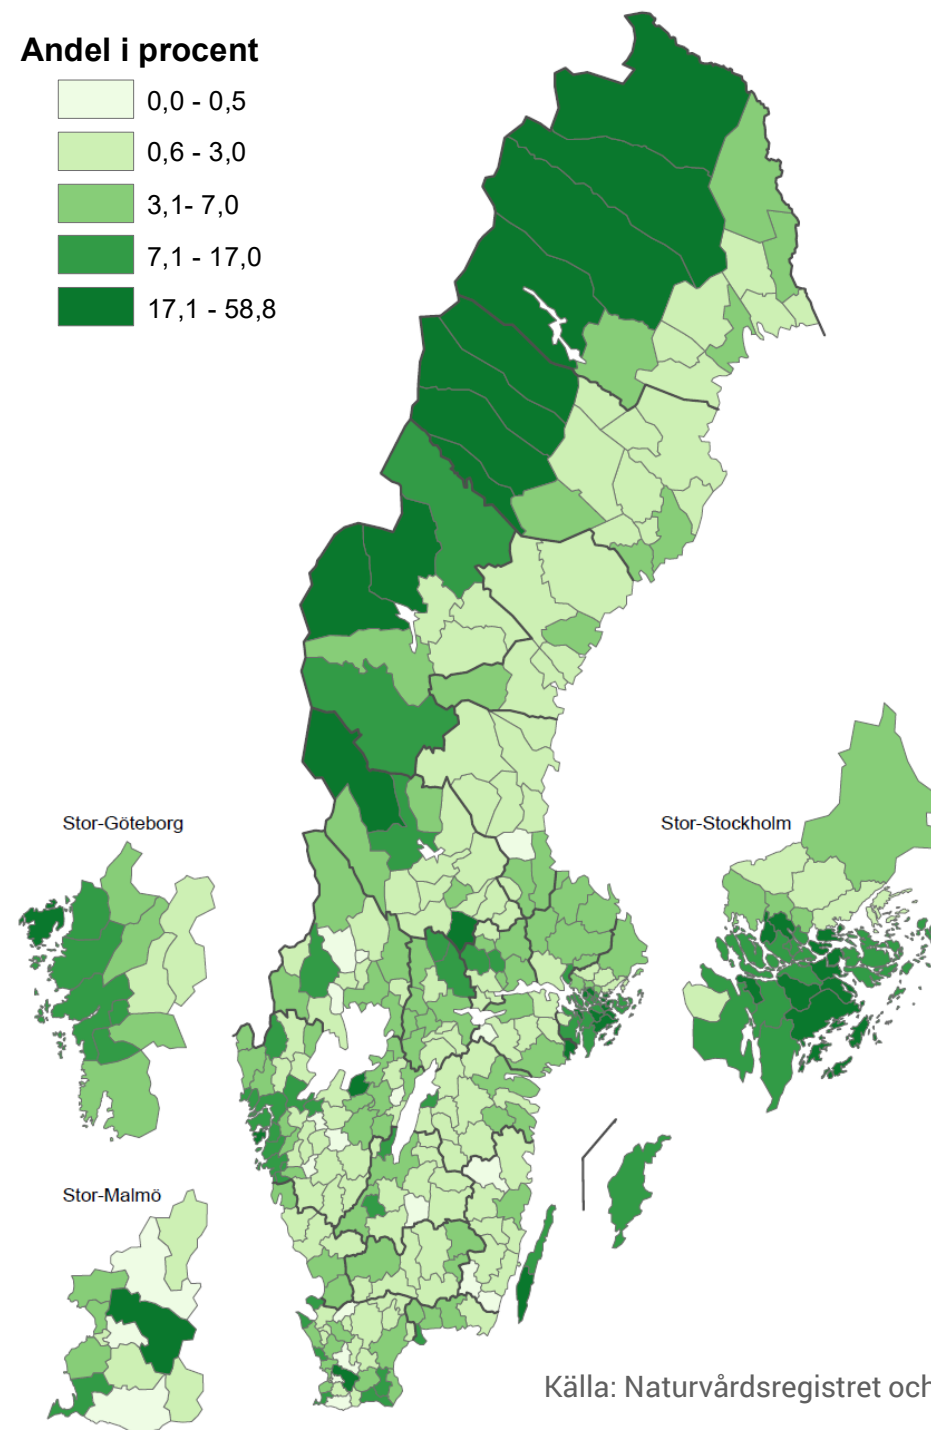 Andel i procent
0,0 - 0,5
0,6 - 3,0
3,1- 7,0
7,1 - 17,0
17,1 - 58,8
Stor-Göteborg
Stor-Stockholm
Stor-Malmö
Källa: Naturvårdsregistret och